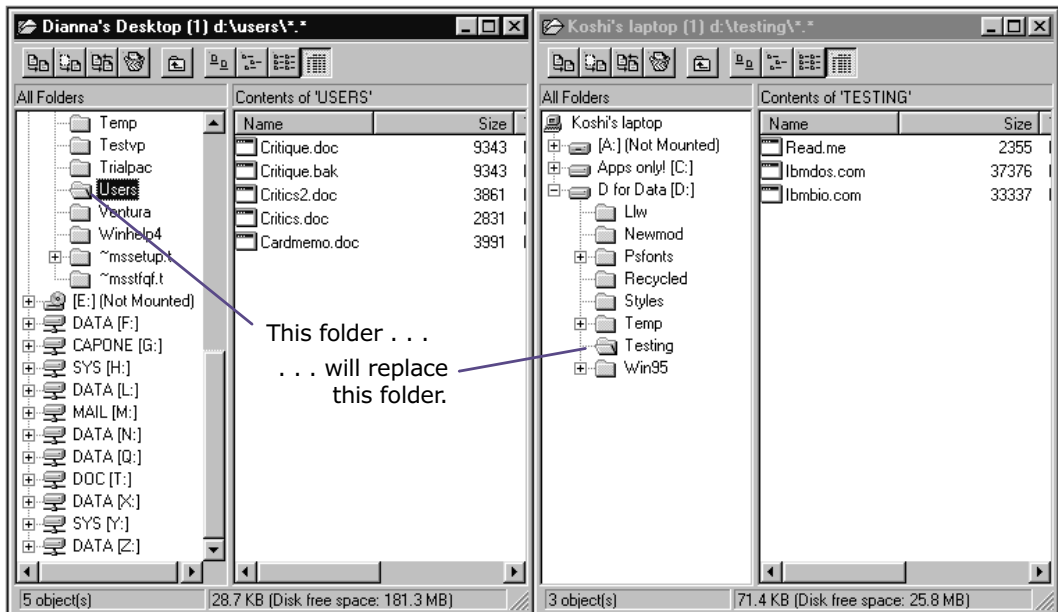 Dianna's Desktop (1) d:\users\*.*
All Folders
Contents of 'USERS'
Temp
Testvp
Trialpac
Users
Ventura
Winhelp4
~mssetup.t
~msstfqf.t
[E:] (Not Mounted)
DATA [F:]
CAPONE [G:]
SYS [H:]
DATA [L:]
MAIL [M:]
DATA [N:]
DATA [Q:]
DOC [T:]
DATA [X:]
SYS [Y:]
DATA [Z:]
Name Size
Critique.doc 9343
Critique.bak 9343
Critics2.doc 3861
Critics.doc 2831
Cardmemo.doc 3991
This folder . . .
. . . will replace
this folder.
5 object(s)
28.7 KB (Disk free space: 181.3 MB)
Koshi's laptop (1) d:\testing\*.*
All Folders
Contents of 'TESTING'
Koshi's laptop
[A:] (Not Mounted)
Apps only! [C:]
D for Data [D:]
Llw
Newmod
Psfonts
Recycled
Styles
Temp
Testing
Win95
Name Size
Read.me 2355
Ibmdos.com 37376
Ibmbio.com 33337
3 object(s)
71.4 KB (Disk free space: 25.8 MB)